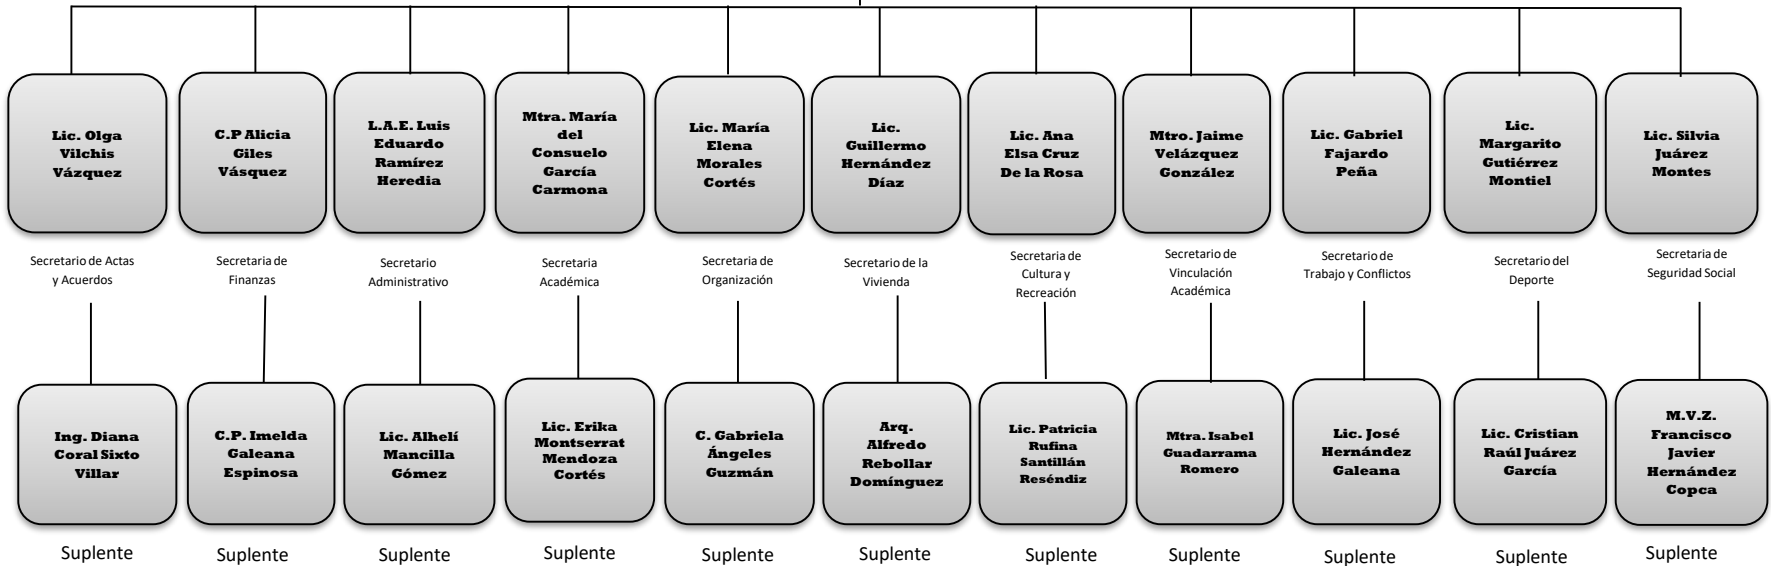 Lic. Olga
Vilchis
Vázquez
C.P Alicia
Giles
Vásquez
L.A.E. Luis
Eduardo
Ramírez
Heredia
Mtra. María
del
Consuelo
García
Carmona
Lic. María
Elena
Morales
Cortés
Lic.
Guillermo
Hernández
Díaz
Lic. Ana
Elsa Cruz
De la Rosa
Mtro. Jaime
Velázquez
González
Lic. Gabriel
Fajardo
Peña
Lic.
Margarito
Gutiérrez
Montiel
Lic. Silvia
Juárez
Montes
Secretario de Actas
y Acuerdos
Secretaria de
Finanzas
Secretario
Administrativo
Secretaria
Académica
Secretaria de
Organización
Secretario de la
Vivienda
Secretaria de
Cultura y
Recreación
Secretario de
Vinculación
Académica
Secretario de
Trabajo y Conflictos
Secretario del
Deporte
Secretaria de
Seguridad Social
Ing. Diana
Coral Sixto
Villar
C.P. Imelda
Galeana
Espinosa
Lic. Alhelí
Mancilla
Gómez
Lic. Erika
Montserrat
Mendoza
Cortés
C. Gabriela
Ángeles
Guzmán
Arq.
Alfredo
Rebollar
Domínguez
Lic. Patricia
Rufina
Santillán
Reséndiz
Mtra. Isabel
Guadarrama
Romero
Lic. José
Hernández
Galeana
Lic. Cristian
Raúl Juárez
García
M.V.Z.
Francisco
Javier
Hernández
Copca
Suplente
Suplente
Suplente
Suplente
Suplente
Suplente
Suplente
Suplente
Suplente
Suplente
Suplente